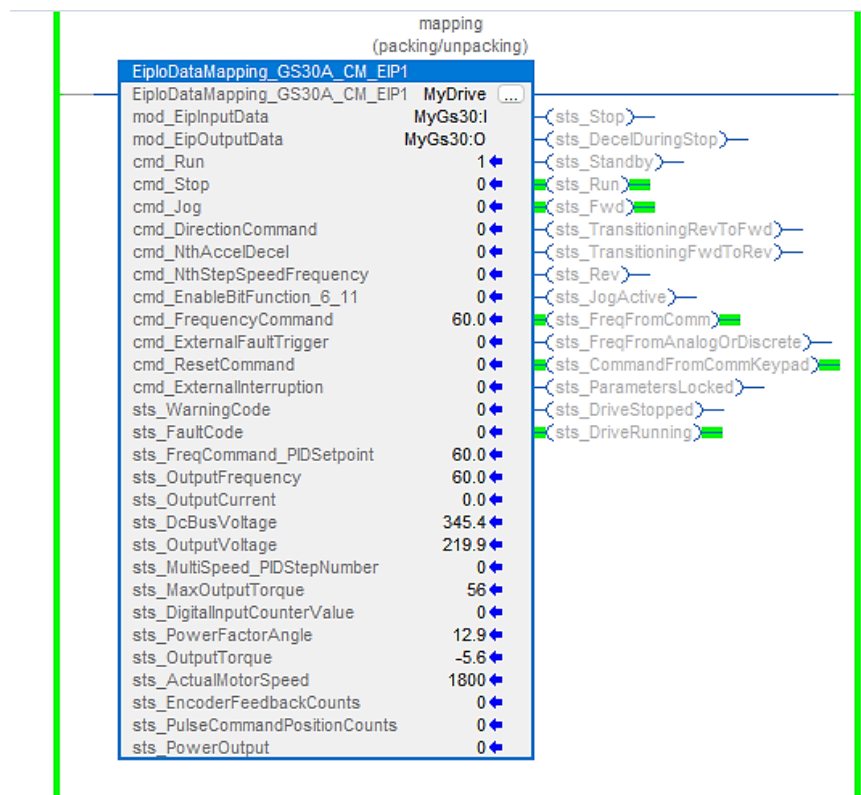 mapping
(packing/unpacking)
EipIoDataMapping_GS30A_CM_EIP1
EipIoDataMapping_GS30A_CM_EIP1 MyDrive ...
mod_EipInputData MyGs30:I sts_Stop
mod_EipOutputData MyGs30:O sts_DecelDuringStop
cmd_Run 1 sts_Standby
cmd_Stop 0 sts_Run
cmd_Jog 0 sts_Fwd
cmd_DirectionCommand 0 sts_TransitioningRevToFwd
cmd_NthAccelDecel 0 sts_TransitioningFwdToRev
cmd_NthStepSpeedFrequency 0 sts_Rev
cmd_EnableBitFunction_6_11 0 sts_JogActive
cmd_FrequencyCommand 60.0 sts_FreqFromComm
cmd_ExternalFaultTrigger 0 sts_FreqFromAnalogOrDiscrete
cmd_ResetCommand 0 sts_CommandFromCommKeypad
cmd_ExternalInterruption 0 sts_ParametersLocked
sts_WarningCode 0 sts_DriveStopped
sts_FaultCode 0 sts_DriveRunning
sts_FreqCommand_PIDSetpoint 60.0
sts_OutputFrequency 60.0
sts_OutputCurrent 0.0
sts_DcBusVoltage 345.4
sts_OutputVoltage 219.9
sts_MultiSpeed_PIDStepNumber 0
sts_MaxOutputTorque 56
sts_DigitalInputCounterValue 0
sts_PowerFactorAngle 12.9
sts_OutputTorque -5.6
sts_ActualMotorSpeed 1800
sts_EncoderFeedbackCounts 0
sts_PulseCommandPositionCounts 0
sts_PowerOutput 0